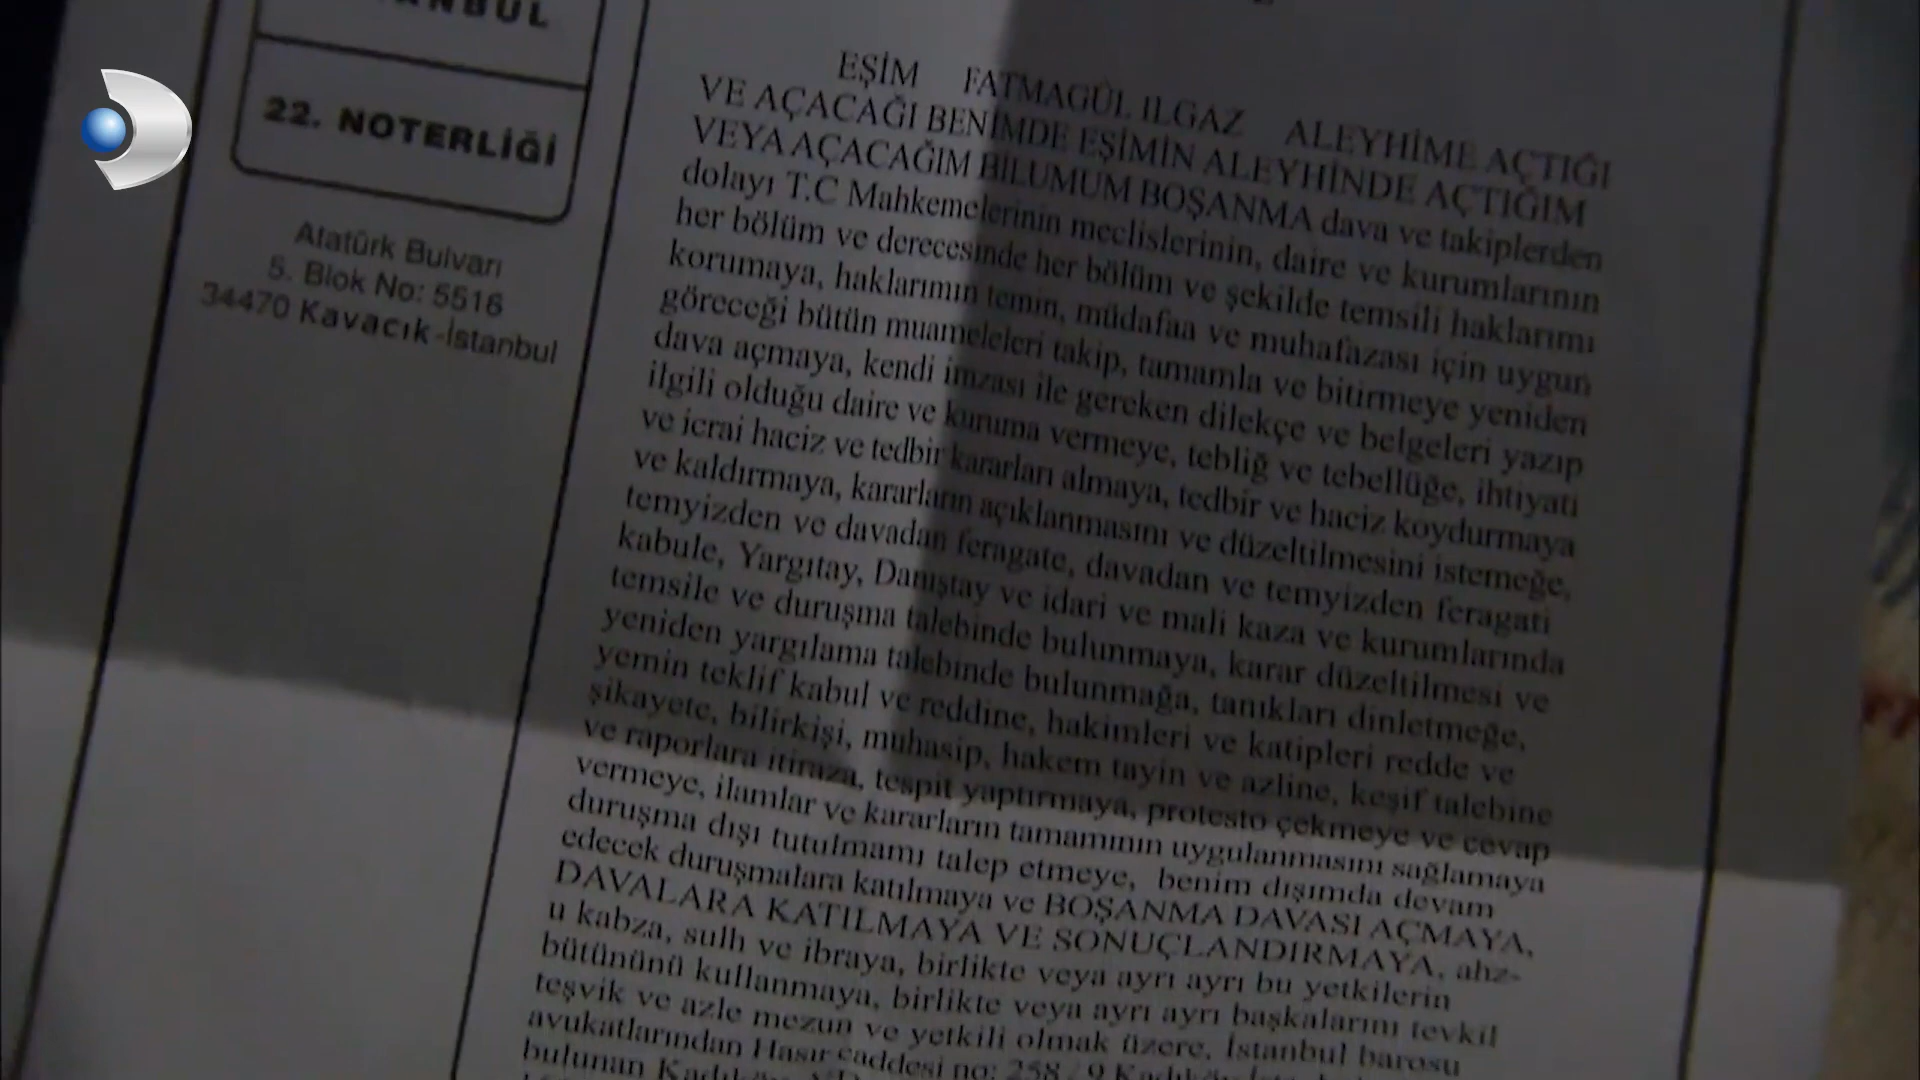 22. NOTERLİĞİ
Atatürk Bulvarı
5. Blok No: 5516
34470 Kavacık-İstanbul
EŞİM FATMAGÜL ILGAZ ALEYHİME AÇTIĞI
VE AÇACAĞI BENİMDE EŞİMİN ALEYHİNDE AÇTIĞIM
VEYA AÇACAĞIM BİLUMUM BOŞANMA dava ve takiplerden
dolayı T.C Mahkemelerinin meclislerinin, daire ve kurumlarının
her bölüm ve derecesinde her bölüm ve şekilde temsili haklarımı
korumaya, haklarımın temin, müdafaa ve muhafazası için uygun
göreceği bütün muameleleri takip, tamamla ve bitirmeye yeniden
dava açmaya, kendi imzası ile gereken dilekçe ve belgeleri yazıp
ilgili olduğu daire ve kuruma vermeye, tebliğ ve tebellüğe, ihtiyati
ve icrai haciz ve tedbir kararları almaya, tedbir ve haciz koydurmaya
ve kaldırmaya, kararların açıklanmasını ve düzeltilmesini istemeğe,
temyizden ve davadan feragate, davadan ve temyizden feragati
kabule, Yargıtay, Danıştay ve idari ve mali kaza ve kurumlarında
temsile ve duruşma talebinde bulunmaya, karar düzeltilmesi ve
yeniden yargılama talebinde bulunmağa, tanıkları dinletmeğe,
yemin teklif kabul ve reddine, hakimleri ve katipleri redde ve
şikayete, bilirkişi, muhasip, hakem tayin ve azline, keşif talebine
ve raporlara itiraza, tespit yaptırmaya, protesto çekmeye ve cevap
vermeye, ilamlar ve kararların tamamının uygulanmasını sağlamaya
duruşma dışı tutulmamı talep etmeye, benim dışımda devam
edecek duruşmalara katılmaya ve BOŞANMA DAVASI AÇMAYA,
DAVALARA KATILMAYA VE SONUÇLANDIRMAYA, ahz-
u kabza, sulh ve ibraya, birlikte veya ayrı ayrı bu yetkilerin
bütününü kullanmaya, birlikte veya ayrı ayrı başkalarını tevkil
teşvik ve azle mezun ve yetkili olmak üzere, İstanbul barosu
avukatlarından Hasır caddesi no: 258 / 9 Kadıköy
bulunan Kadıköy